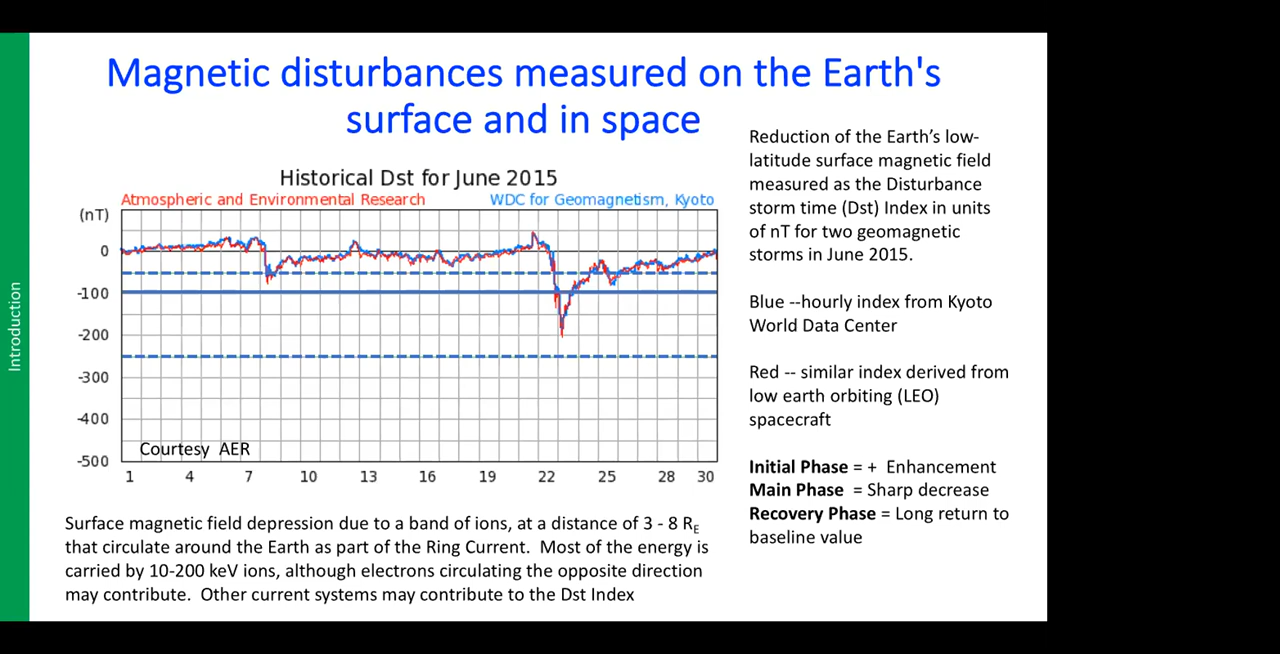 Magnetic disturbances measured on the Earth's
surface and in space
Introduction
Historical Dst for June 2015
Atmospheric and Environmental Research
WDC for Geomagnetism, Kyoto
(nT)
0
-100
-200
-300
-400
-500
Courtesy AER
1 4 7 10 13 16 19 22 25 28 30
Surface magnetic field depression due to a band of ions, at a distance of 3 - 8 RE
that circulate around the Earth as part of the Ring Current. Most of the energy is
carried by 10-200 keV ions, although electrons circulating the opposite direction
may contribute. Other current systems may contribute to the Dst Index
Reduction of the Earth’s low-
latitude surface magnetic field
measured as the Disturbance
storm time (Dst) Index in units
of nT for two geomagnetic
storms in June 2015.
Blue --hourly index from Kyoto
World Data Center
Red -- similar index derived from
low earth orbiting (LEO)
spacecraft
Initial Phase = + Enhancement
Main Phase = Sharp decrease
Recovery Phase = Long return to
baseline value